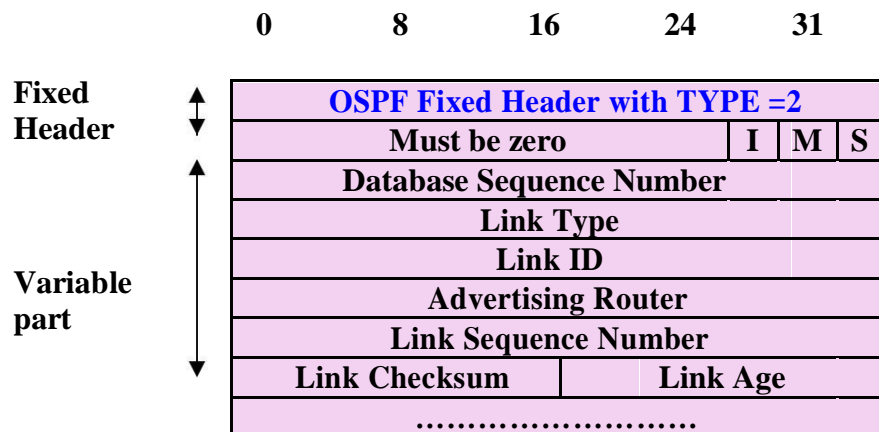 0 8 16 24 31
Fixed
Header
OSPF Fixed Header with TYPE =2
Must be zero I M S
Database Sequence Number
Link Type
Link ID
Variable
part
Advertising Router
Link Sequence Number
Link Checksum Link Age
………………………